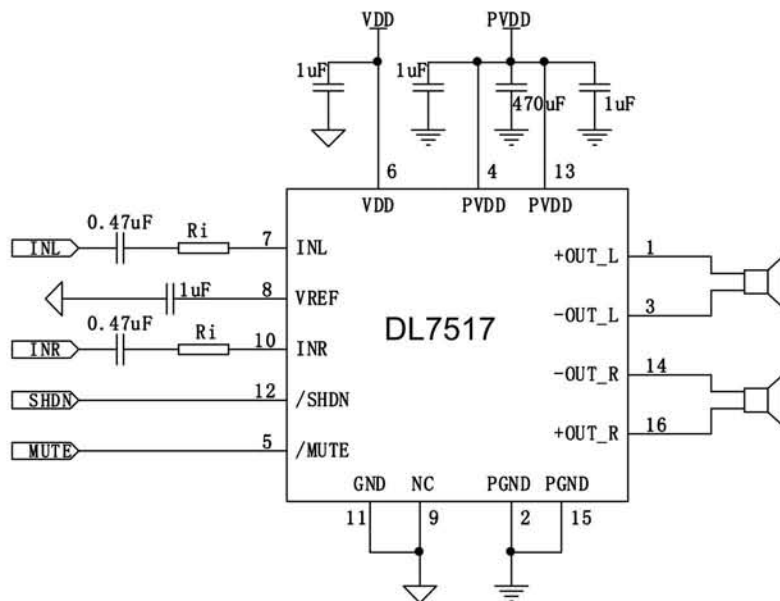 VDD PVDD
1uF 1uF 470uF 1uF
6 4 13
VDD PVDD PVDD
INL 0.47uF Ri 7 INL
1uF 8 VREF
INR 0.47uF Ri 10 INR
SHDN 12 /SHDN
MUTE 5 /MUTE
DL7517
+OUT_L 1
-OUT_L 3
-OUT_R 14
+OUT_R 16
GND NC PGND PGND
11 9 2 15